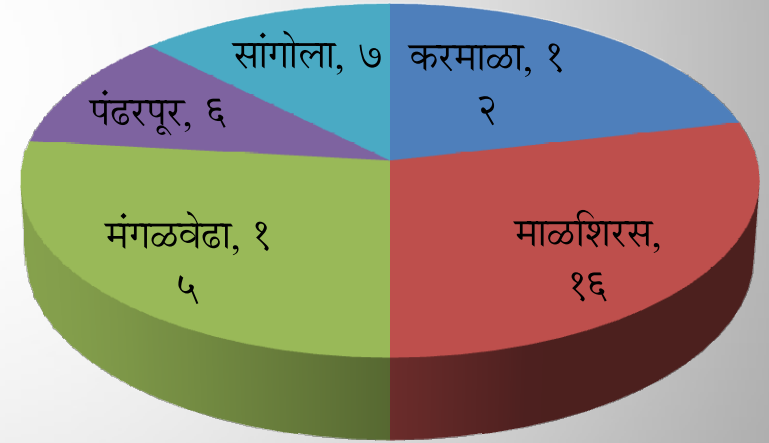 सांगोला, ७
करमाळा, १
२
पंढरपूर, ६
माळशिरस,
१६
मंगळवेढा, १
५